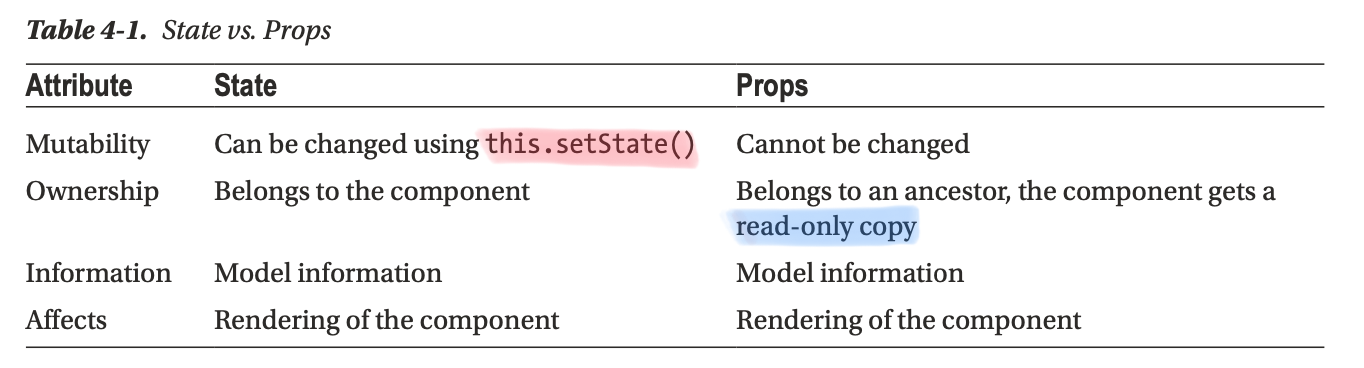 Table 4-1. State vs. Props
Attribute State Props
Mutability Can be changed using this.setState() Cannot be changed
Ownership Belongs to the component Belongs to an ancestor, the component gets a
read-only copy
Information Model information Model information
Affects Rendering of the component Rendering of the component